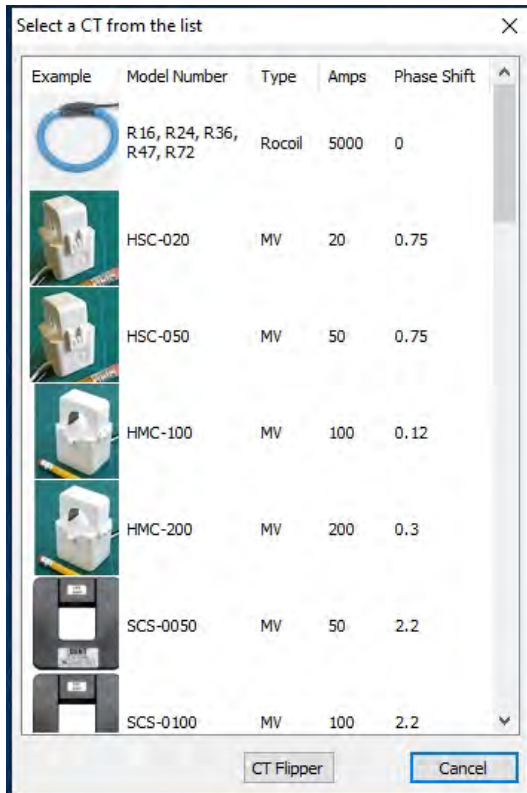 Select a CT from the list
Example Model Number Type Amps Phase Shift
R16, R24, R36,
R47, R72 Rocoil 5000 0
HSC-020 MV 20 0.75
HSC-050 MV 50 0.75
HMC-100 MV 100 0.12
HMC-200 MV 200 0.3
SCS-0050 MV 50 2.2
SCS-0100 MV 100 2.2
CT Flipper Cancel